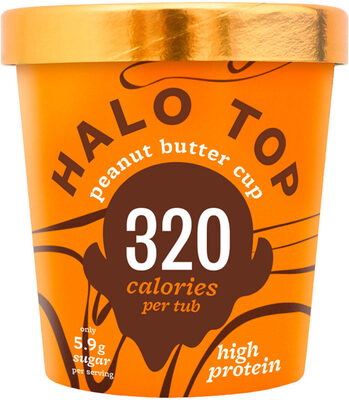 HALO TOP
peanut butter cup
320
calories
per tub
only
5.9g
sugar
per serving
high
protein